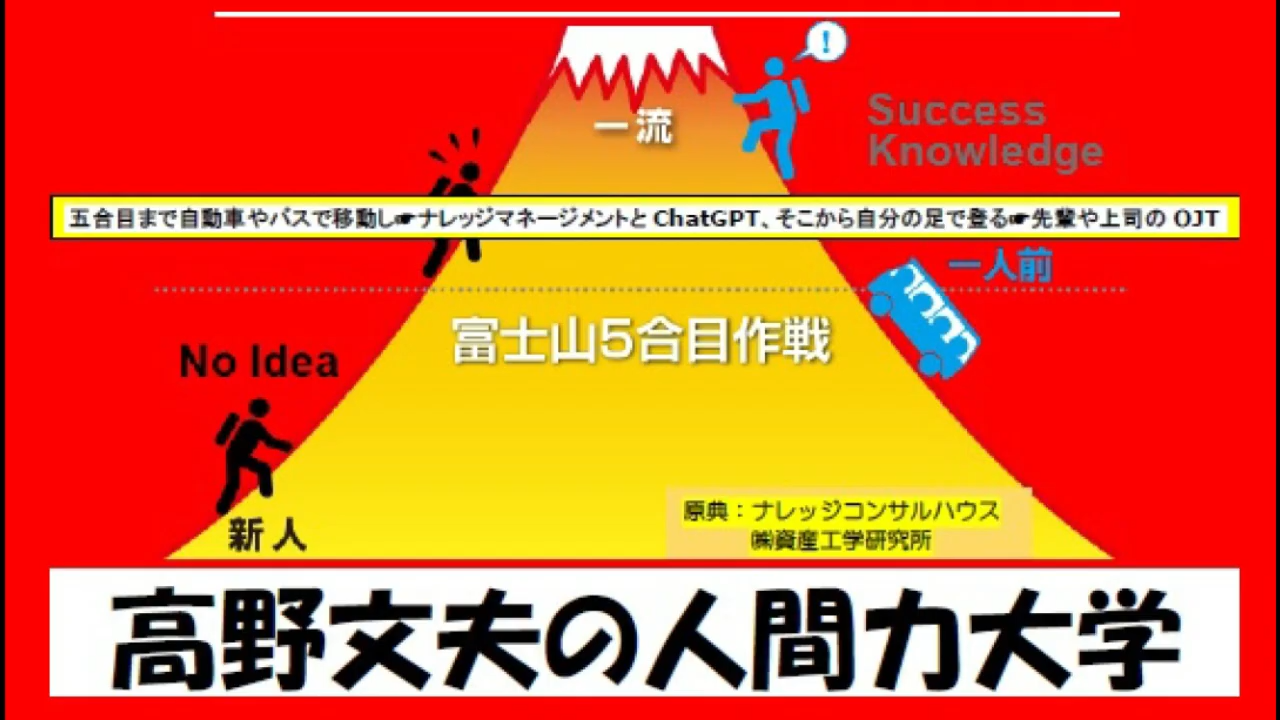 !
一流
Success
Knowledge
五合目まで自動車やバスで移動し☛ナレッジマネージメントと ChatGPT、そこから自分の足で登る☛先輩や上司の OJT
一人前
富士山5合目作戦
No Idea
新人
原典：ナレッジコンサルハウス
㈱資産工学研究所
高野文夫の人間力大学